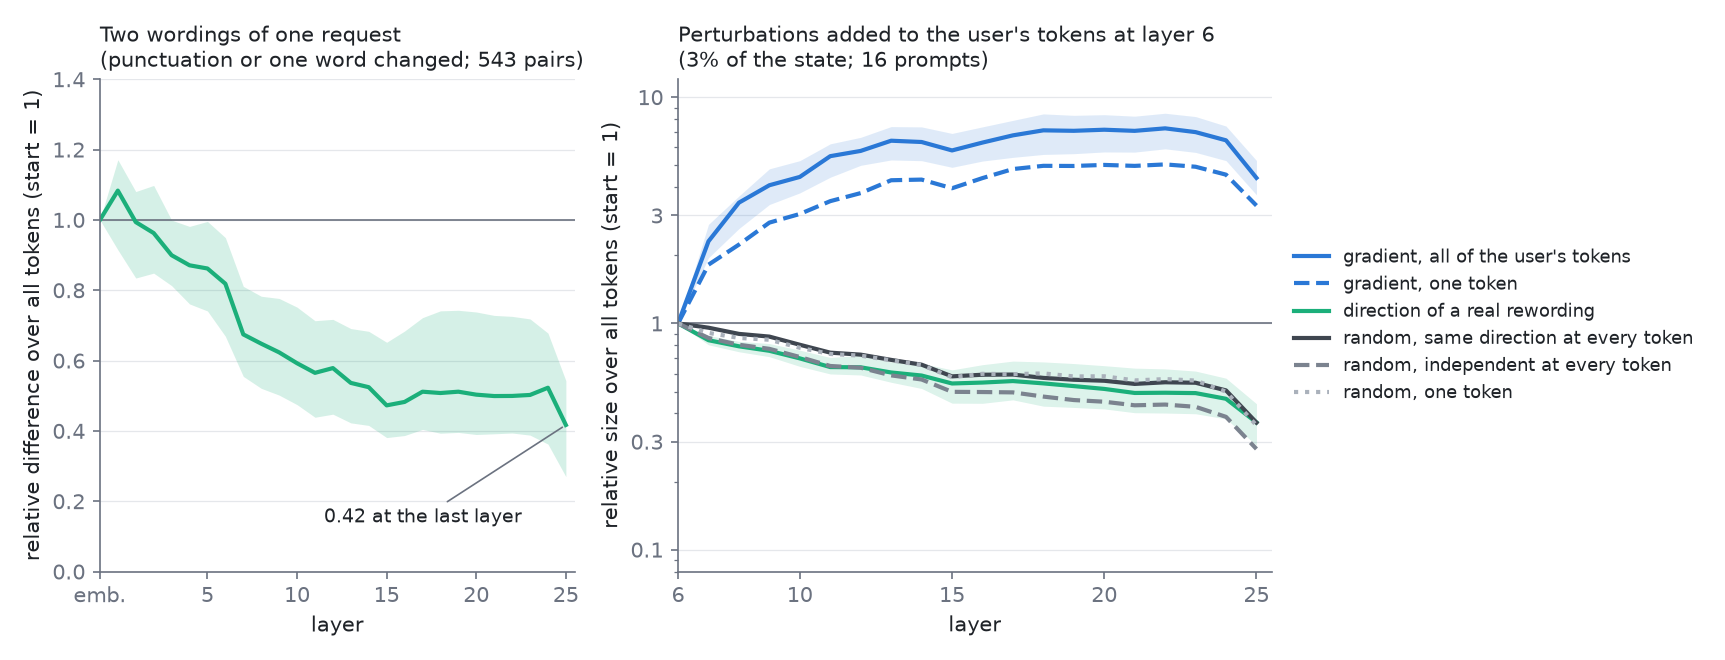 Two wordings of one request
(punctuation or one word changed; 543 pairs)
relative difference over all tokens (start = 1)
1.4
1.2
1.0
0.8
0.6
0.4
0.2
0.0
0.42 at the last layer
emb.
5
10
15
20
25
layer
Perturbations added to the user's tokens at layer 6
(3% of the state; 16 prompts)
relative size over all tokens (start = 1)
10
3
1
0.3
0.1
6
10
15
20
25
layer
gradient, all of the user's tokens
gradient, one token
direction of a real rewording
random, same direction at every token
random, independent at every token
random, one token